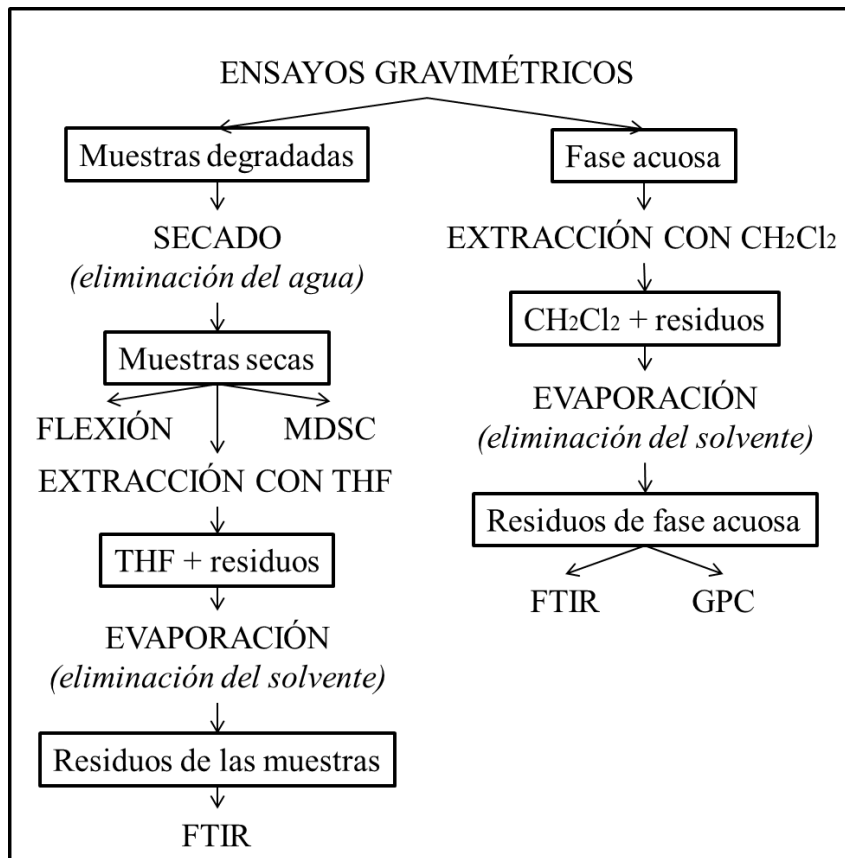 ENSAYOS GRAVIMÉTRICOS
Muestras degradadas
SECADO
(eliminación del agua)
Muestras secas
FLEXIÓN
MDSC
EXTRACCIÓN CON THF
THF + residuos
EVAPORACIÓN
(eliminación del solvente)
Residuos de las muestras
FTIR
Fase acuosa
EXTRACCIÓN CON CH₂Cl₂
CH₂Cl₂ + residuos
EVAPORACIÓN
(eliminación del solvente)
Residuos de fase acuosa
FTIR
GPC